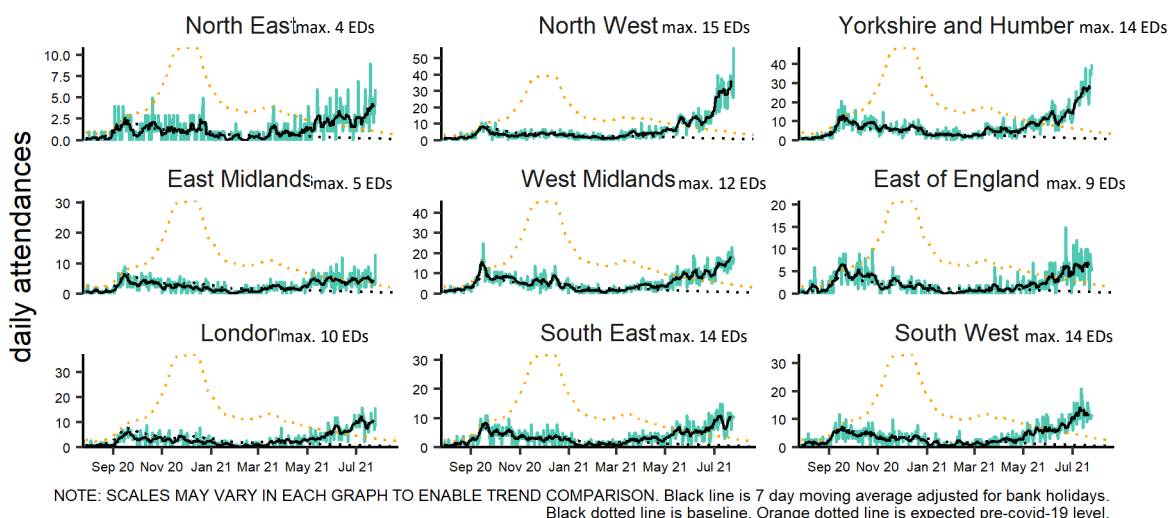 North East max. 4 EDs
North West max. 15 EDs
Yorkshire and Humber max. 14 EDs
10.0
7.5
5.0
2.5
0.0
50
40
30
20
10
0
40
30
20
10
0
daily attendances
East Midlands max. 5 EDs
West Midlands max. 12 EDs
East of England max. 9 EDs
30
20
10
0
40
30
20
10
0
20
15
10
5
0
London max. 10 EDs
South East max. 14 EDs
South West max. 14 EDs
30
20
10
0
30
20
10
0
30
20
10
0
Sep 20 Nov 20 Jan 21 Mar 21 May 21 Jul 21
Sep 20 Nov 20 Jan 21 Mar 21 May 21 Jul 21
Sep 20 Nov 20 Jan 21 Mar 21 May 21 Jul 21
NOTE: SCALES MAY VARY IN EACH GRAPH TO ENABLE TREND COMPARISON. Black line is 7 day moving average adjusted for bank holidays.
Black dotted line is baseline. Orange dotted line is expected pre-covid-19 level.